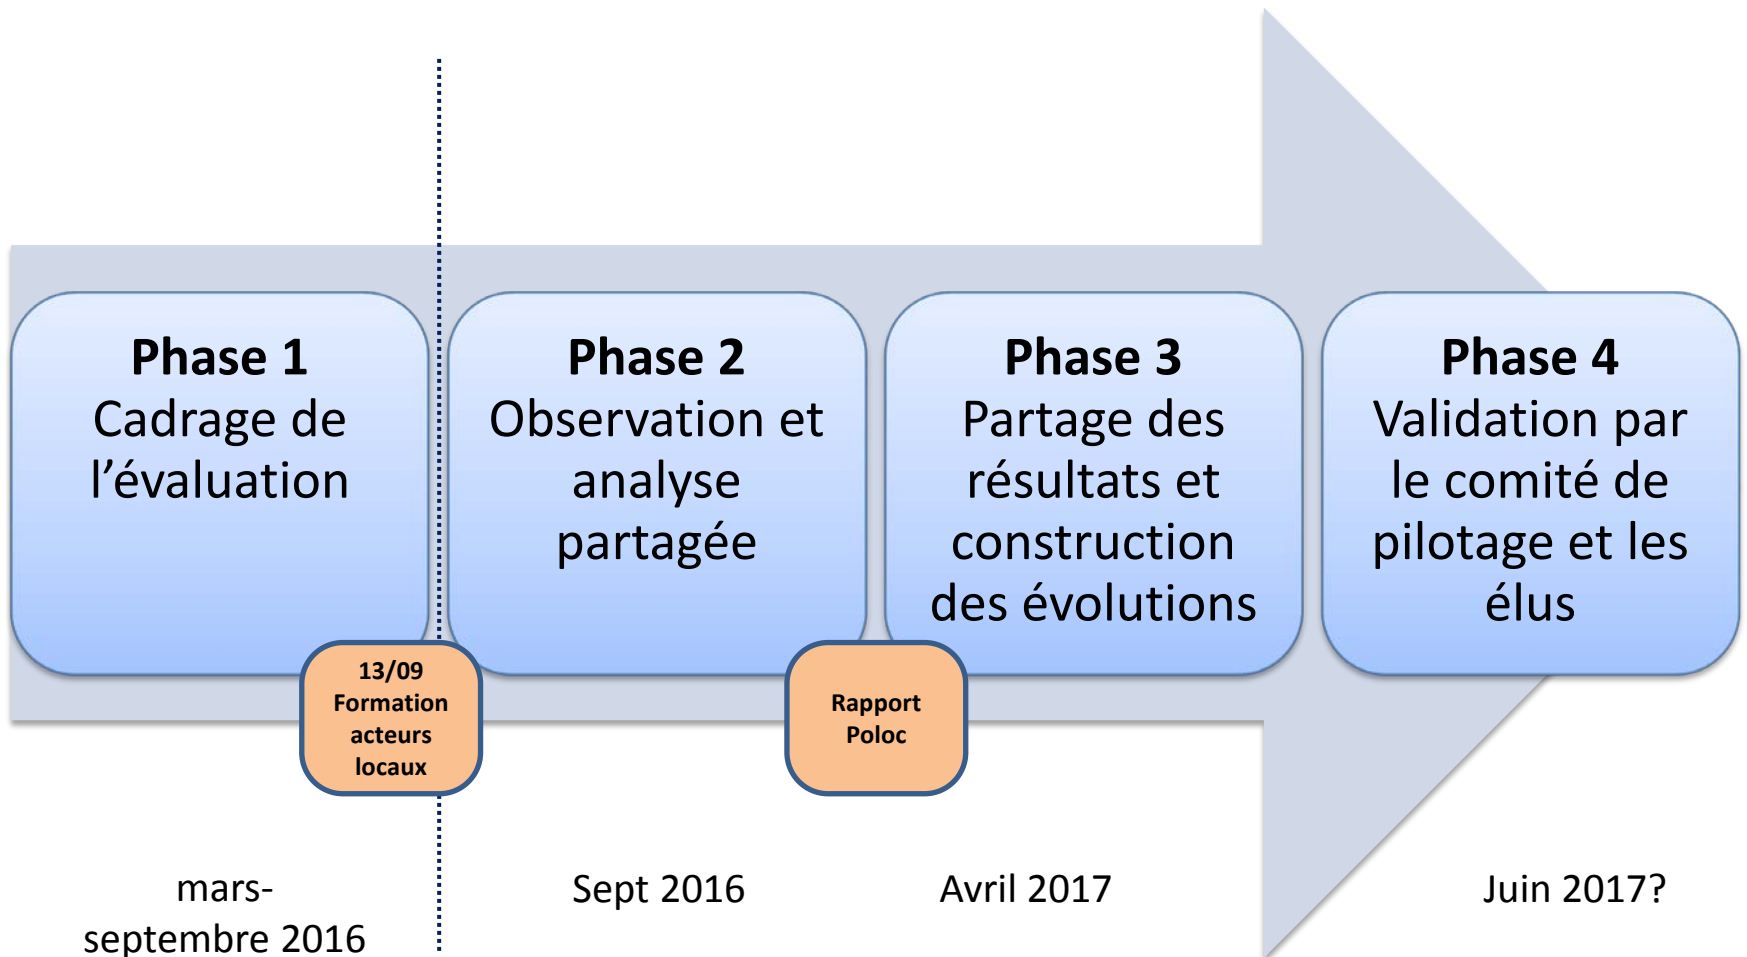 Phase 1
Cadrage de
l’évaluation
Phase 2
Observation et
analyse
partagée
Phase 3
Partage des
résultats et
construction
des évolutions
Phase 4
Validation par
le comité de
pilotage et les
élus
13/09
Formation
acteurs
locaux
Rapport
Poloc
mars-
septembre 2016
Sept 2016
Avril 2017
Juin 2017?